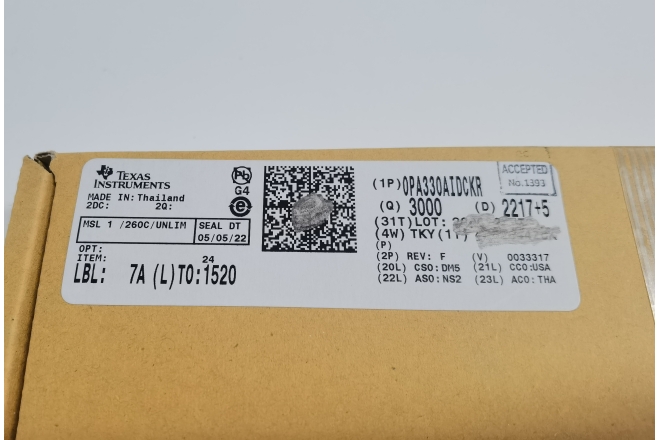 TEXAS
INSTRUMENTS
MADE IN: Thailand
2DC: 2Q:
Pb
G4
e
MSL 1 /260C/UNLIM
SEAL DT
05/05/22
OPT:
ITEM: 24
LBL: 7A (L)TO:1520
(1P)OPA330AIDCKR
ACCEPTED
No.1393
(Q) 3000 (D) 2217+5
(31T)LOT:
(4W) TKY(1T)
(P)
(2P) REV: F (V) 0033317
(20L) CSO:DM5 (21L) CCO:USA
(22L) ASO:NS2 (23L) ACO:THA